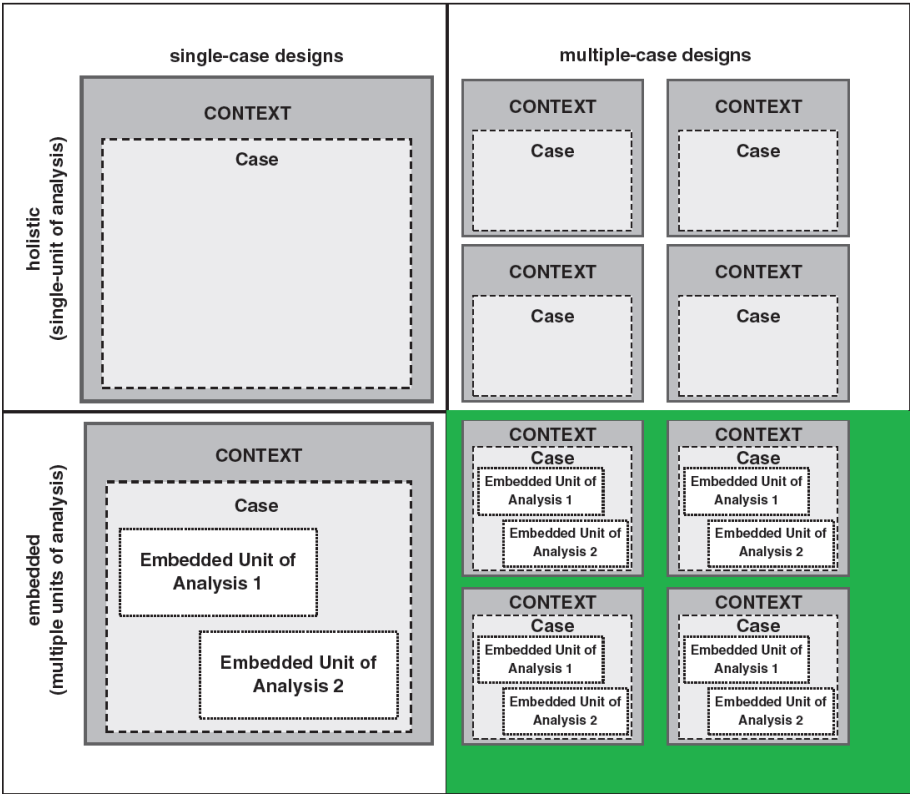 single-case designs
multiple-case designs
holistic
(single-unit of analysis)
CONTEXT
Case
CONTEXT
Case
CONTEXT
Case
CONTEXT
Case
CONTEXT
Case
embedded
(multiple units of analysis)
CONTEXT
Case
Embedded Unit of
Analysis 1
Embedded Unit of
Analysis 2
CONTEXT
Case
Embedded Unit of
Analysis 1
Embedded Unit of
Analysis 2
CONTEXT
Case
Embedded Unit of
Analysis 1
Embedded Unit of
Analysis 2
CONTEXT
Case
Embedded Unit of
Analysis 1
Embedded Unit of
Analysis 2
CONTEXT
Case
Embedded Unit of
Analysis 1
Embedded Unit of
Analysis 2